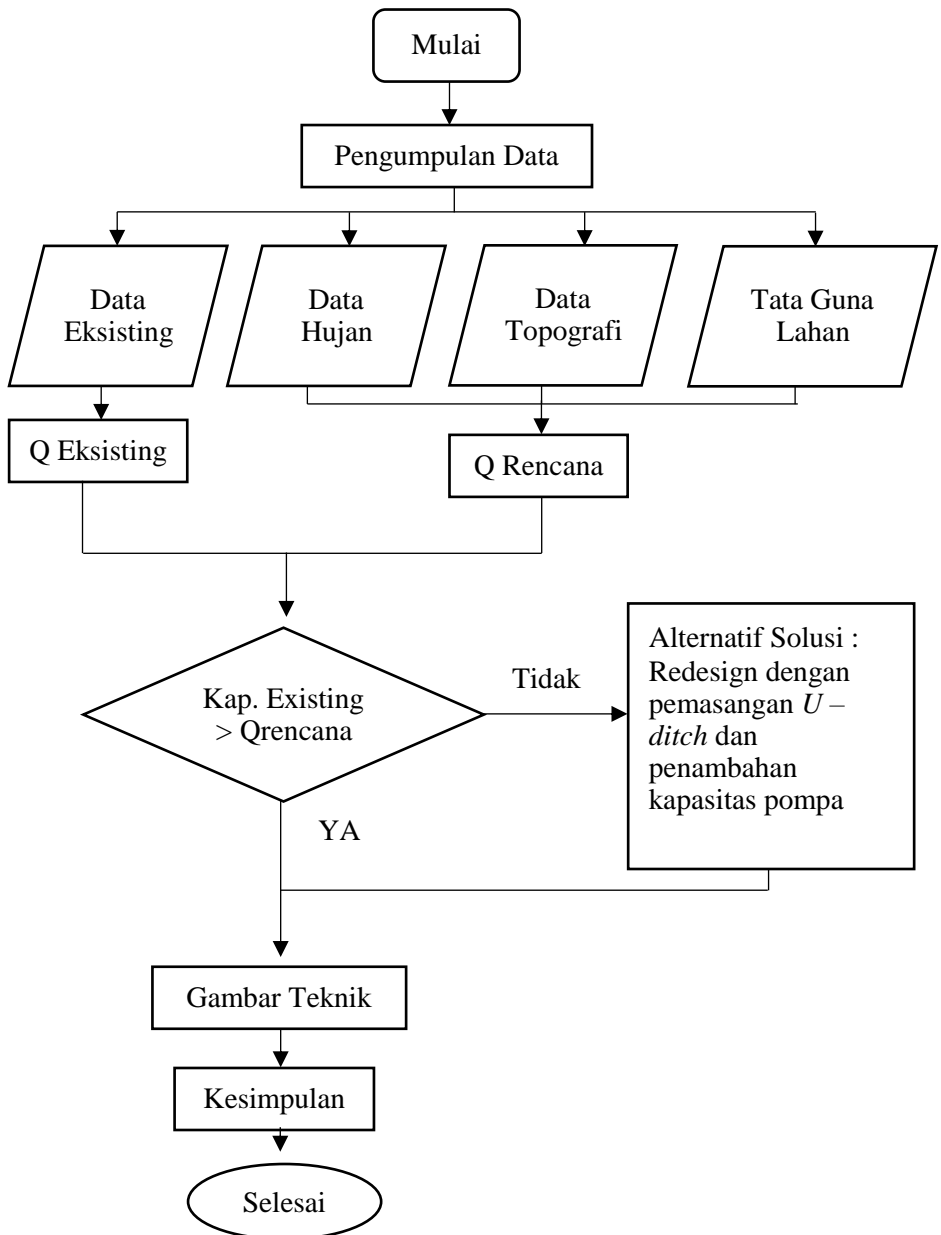 Mulai
Pengumpulan Data
Data
Eksisting
Data
Hujan
Data
Topografi
Tata Guna
Lahan
Q Eksisting
Q Rencana
Kap. Existing
> Qrencana
Tidak
Alternatif Solusi :
Redesign dengan
pemasangan U –
ditch dan
penambahan
kapasitas pompa
YA
Gambar Teknik
Kesimpulan
Selesai